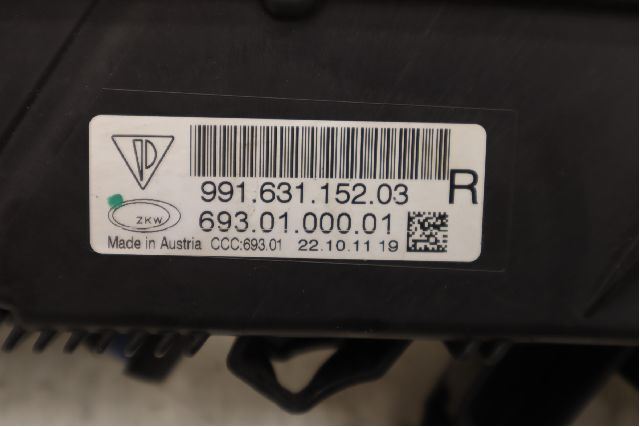 991.631.152.03 R
693.01.000.01
ZKW
Made in Austria CCC:693.01 22.10.11 19